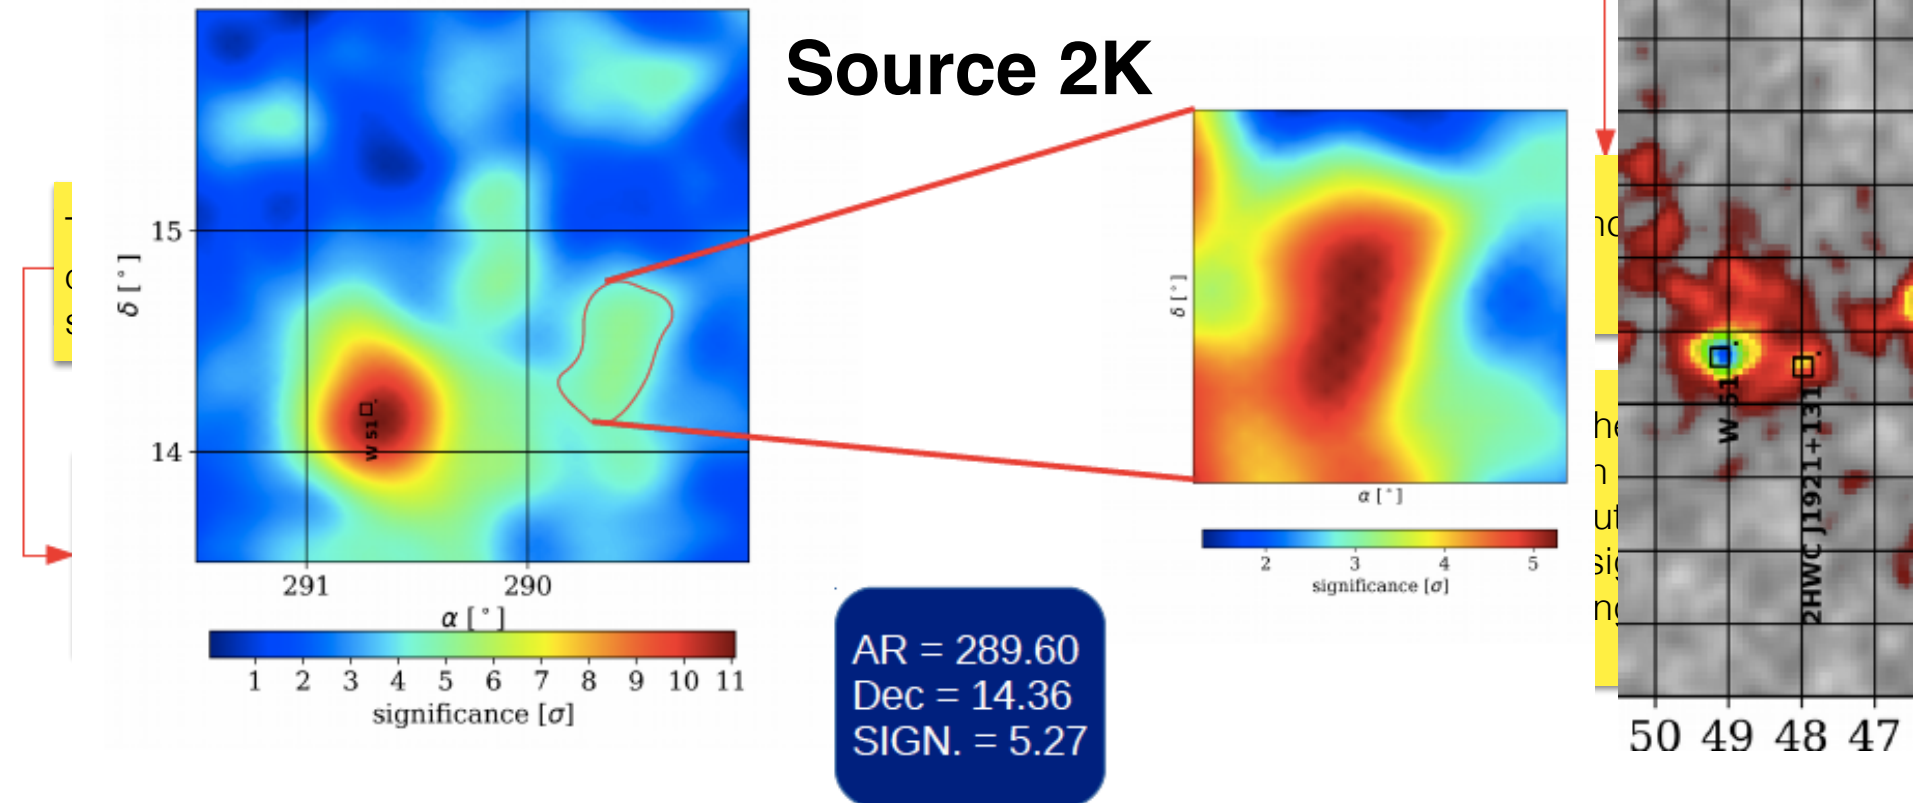 Source 2K
15
14
δ [°]
W 51
291
290
α [°]
1 2 3 4 5 6 7 8 9 10 11
significance [σ]
δ [°]
α [°]
2 3 4 5
significance [σ]
AR = 289.60
Dec = 14.36
SIGN. = 5.27
W 51
2HWC J1921+131
50 49 48 47